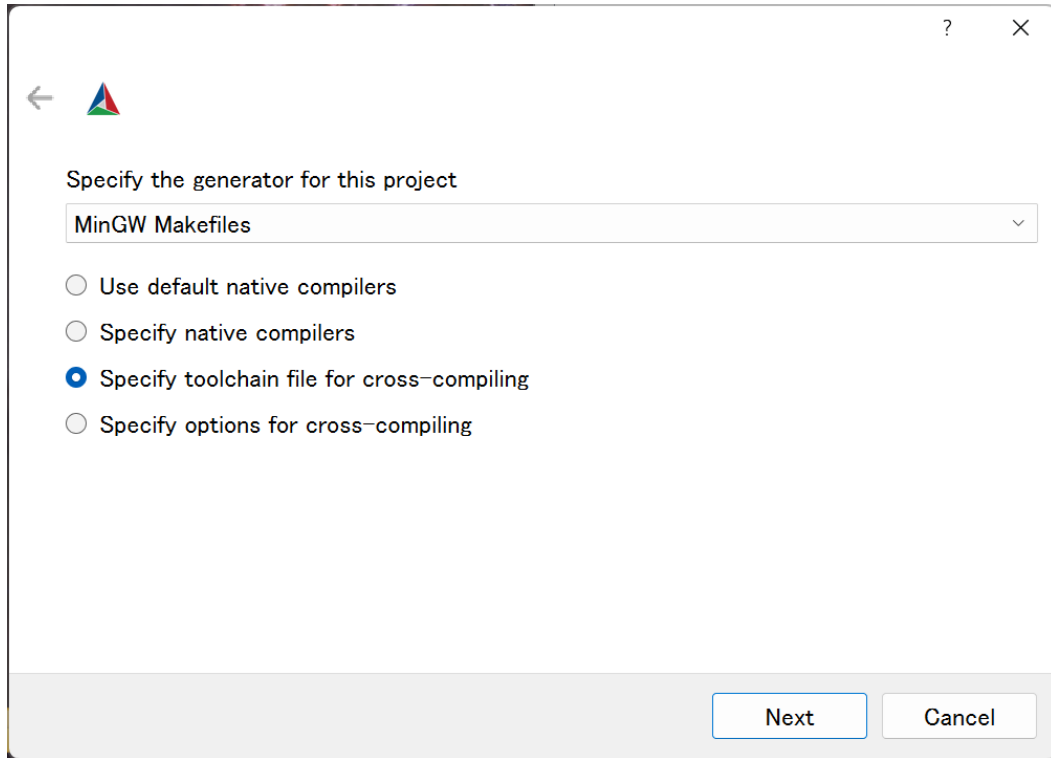 ?
Specify the generator for this project
MinGW Makefiles
Use default native compilers
Specify native compilers
Specify toolchain file for cross-compiling
Specify options for cross-compiling
Next Cancel